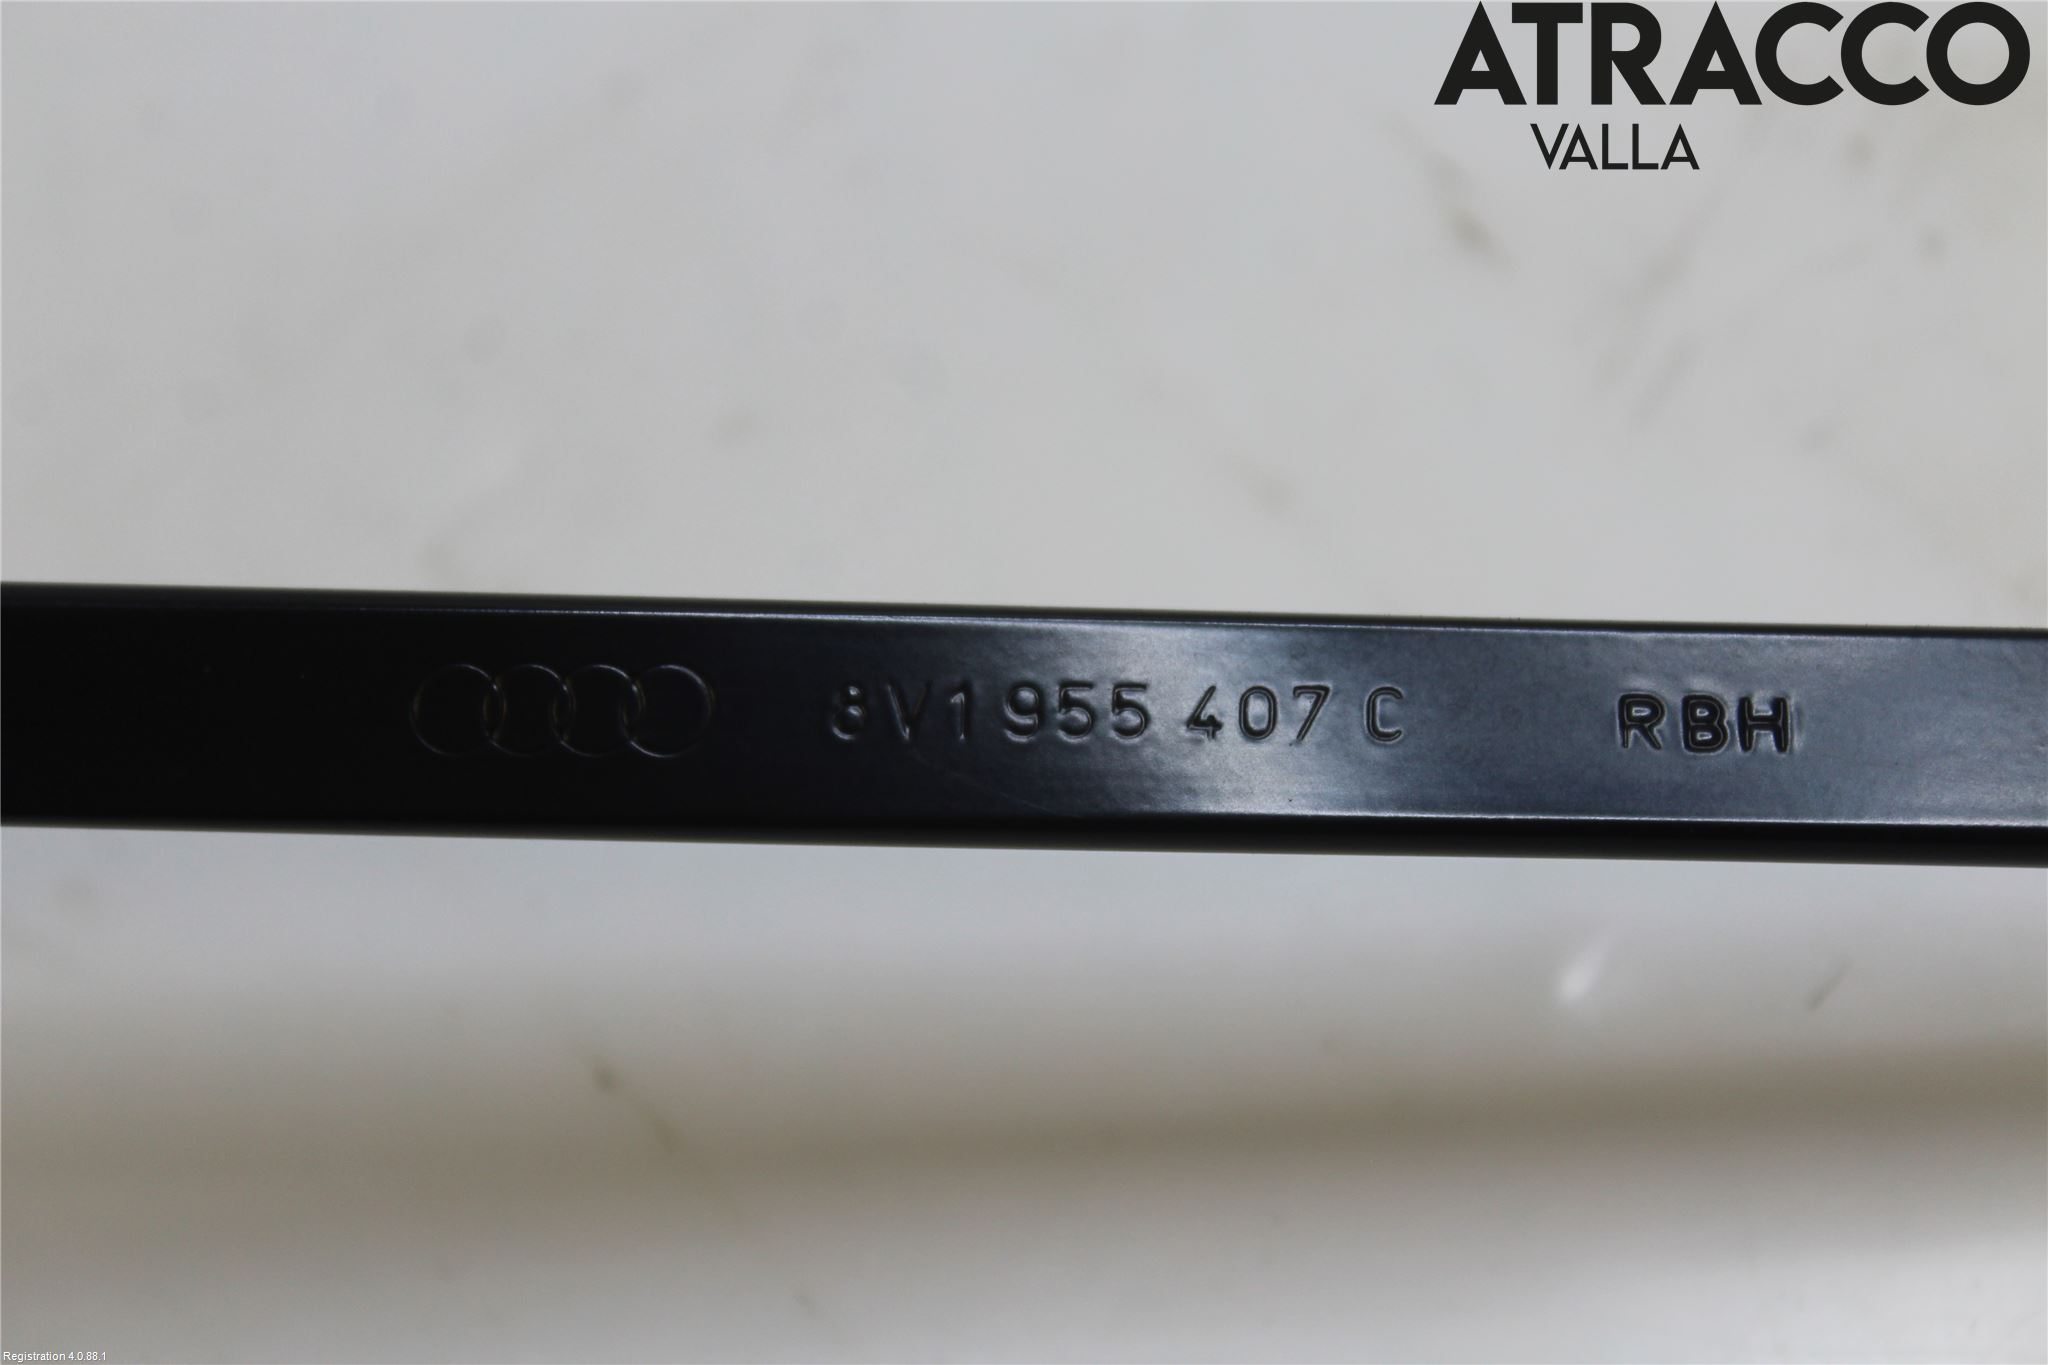 ATRACCO
VALLA
8V1 955 407 C RBH
Registration 4.0.88.1